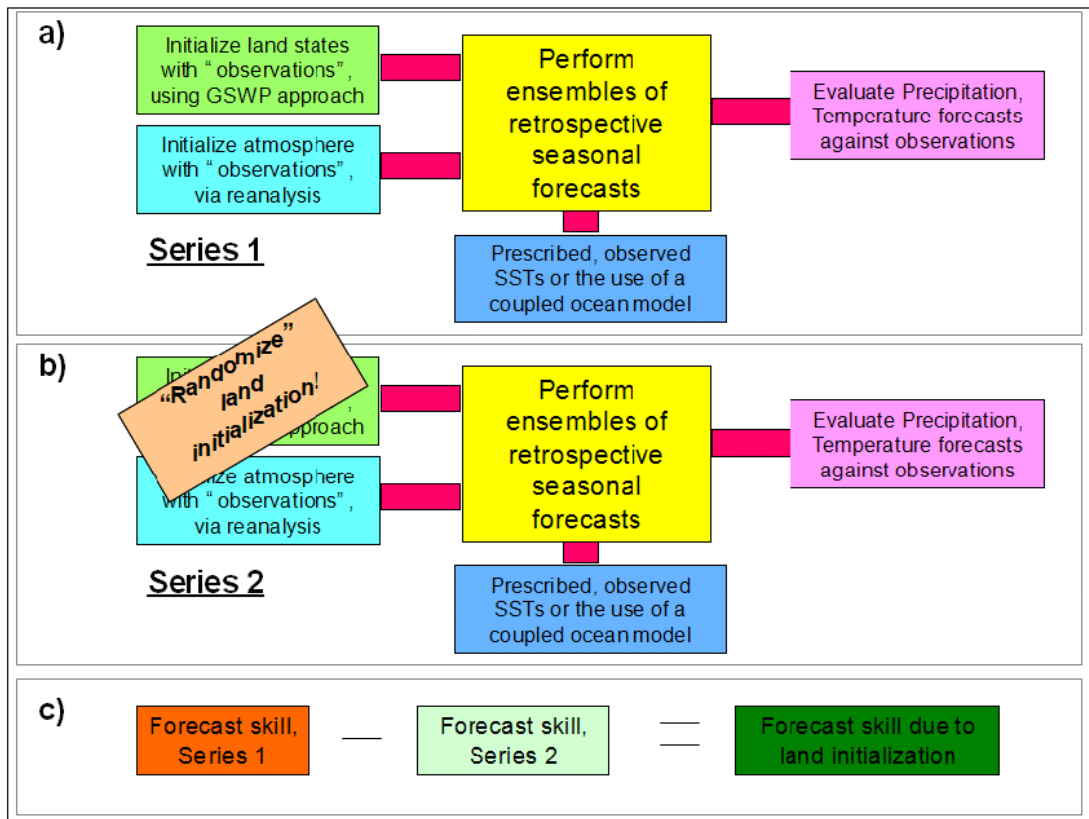 a)
Initialize land states
with “ observations” ,
using GSWP approach
Initialize atmosphere
with “ observations” ,
via reanalysis
Series 1
Perform
ensembles of
retrospective
seasonal
forecasts
Prescribed, observed
SSTs or the use of a
coupled ocean model
Evaluate Precipitation,
Temperature forecasts
against observations
b)
“Randomize”
land
initialization!
Ini
,
approach
ialize atmosphere
with “ observations” ,
via reanalysis
Series 2
Perform
ensembles of
retrospective
seasonal
forecasts
Prescribed, observed
SSTs or the use of a
coupled ocean model
Evaluate Precipitation,
Temperature forecasts
against observations
c)
Forecast skill,
Series 1
—
Forecast skill,
Series 2
=
Forecast skill due to
land initialization